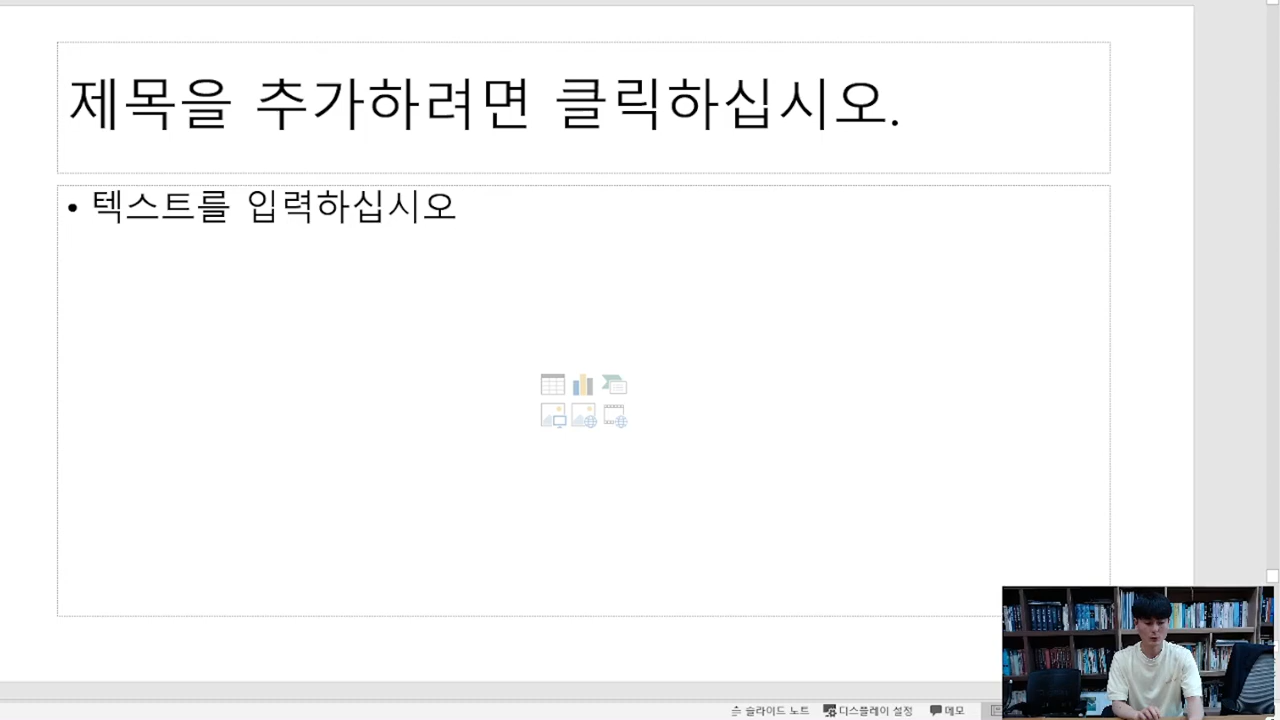 제목을 추가하려면 클릭하십시오.
• 텍스트를 입력하십시오
슬라이드 노트 디스플레이 설정 메모